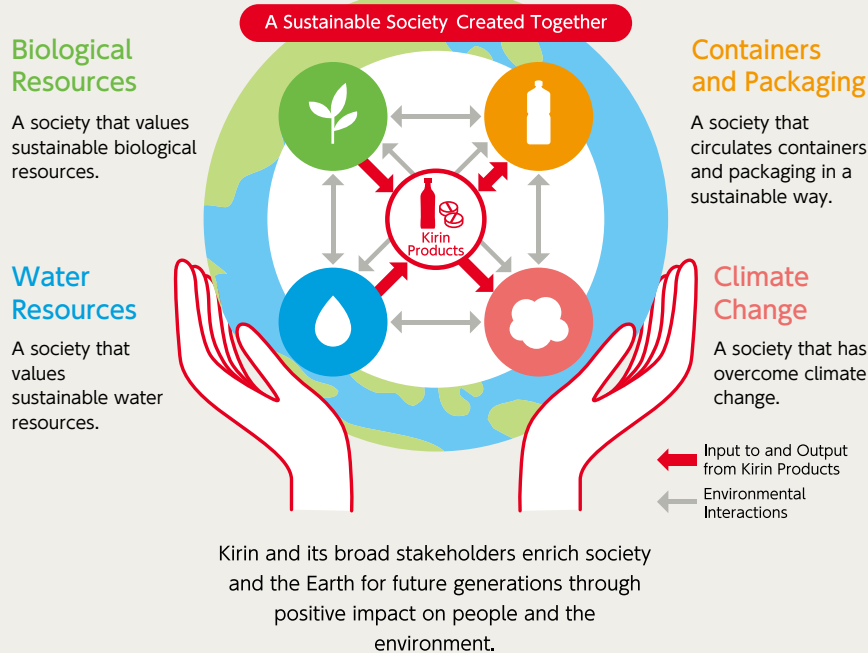 A Sustainable Society Created Together
Biological
Resources
A society that values
sustainable biological
resources.
Containers
and Packaging
A society that
circulates containers
and packaging in a
sustainable way.
Kirin
Products
Water
Resources
A society that
values
sustainable water
resources.
Climate
Change
A society that has
overcome climate
change.
Input to and Output
from Kirin Products
Environmental
Interactions
Kirin and its broad stakeholders enrich society
and the Earth for future generations through
positive impact on people and the
environment.